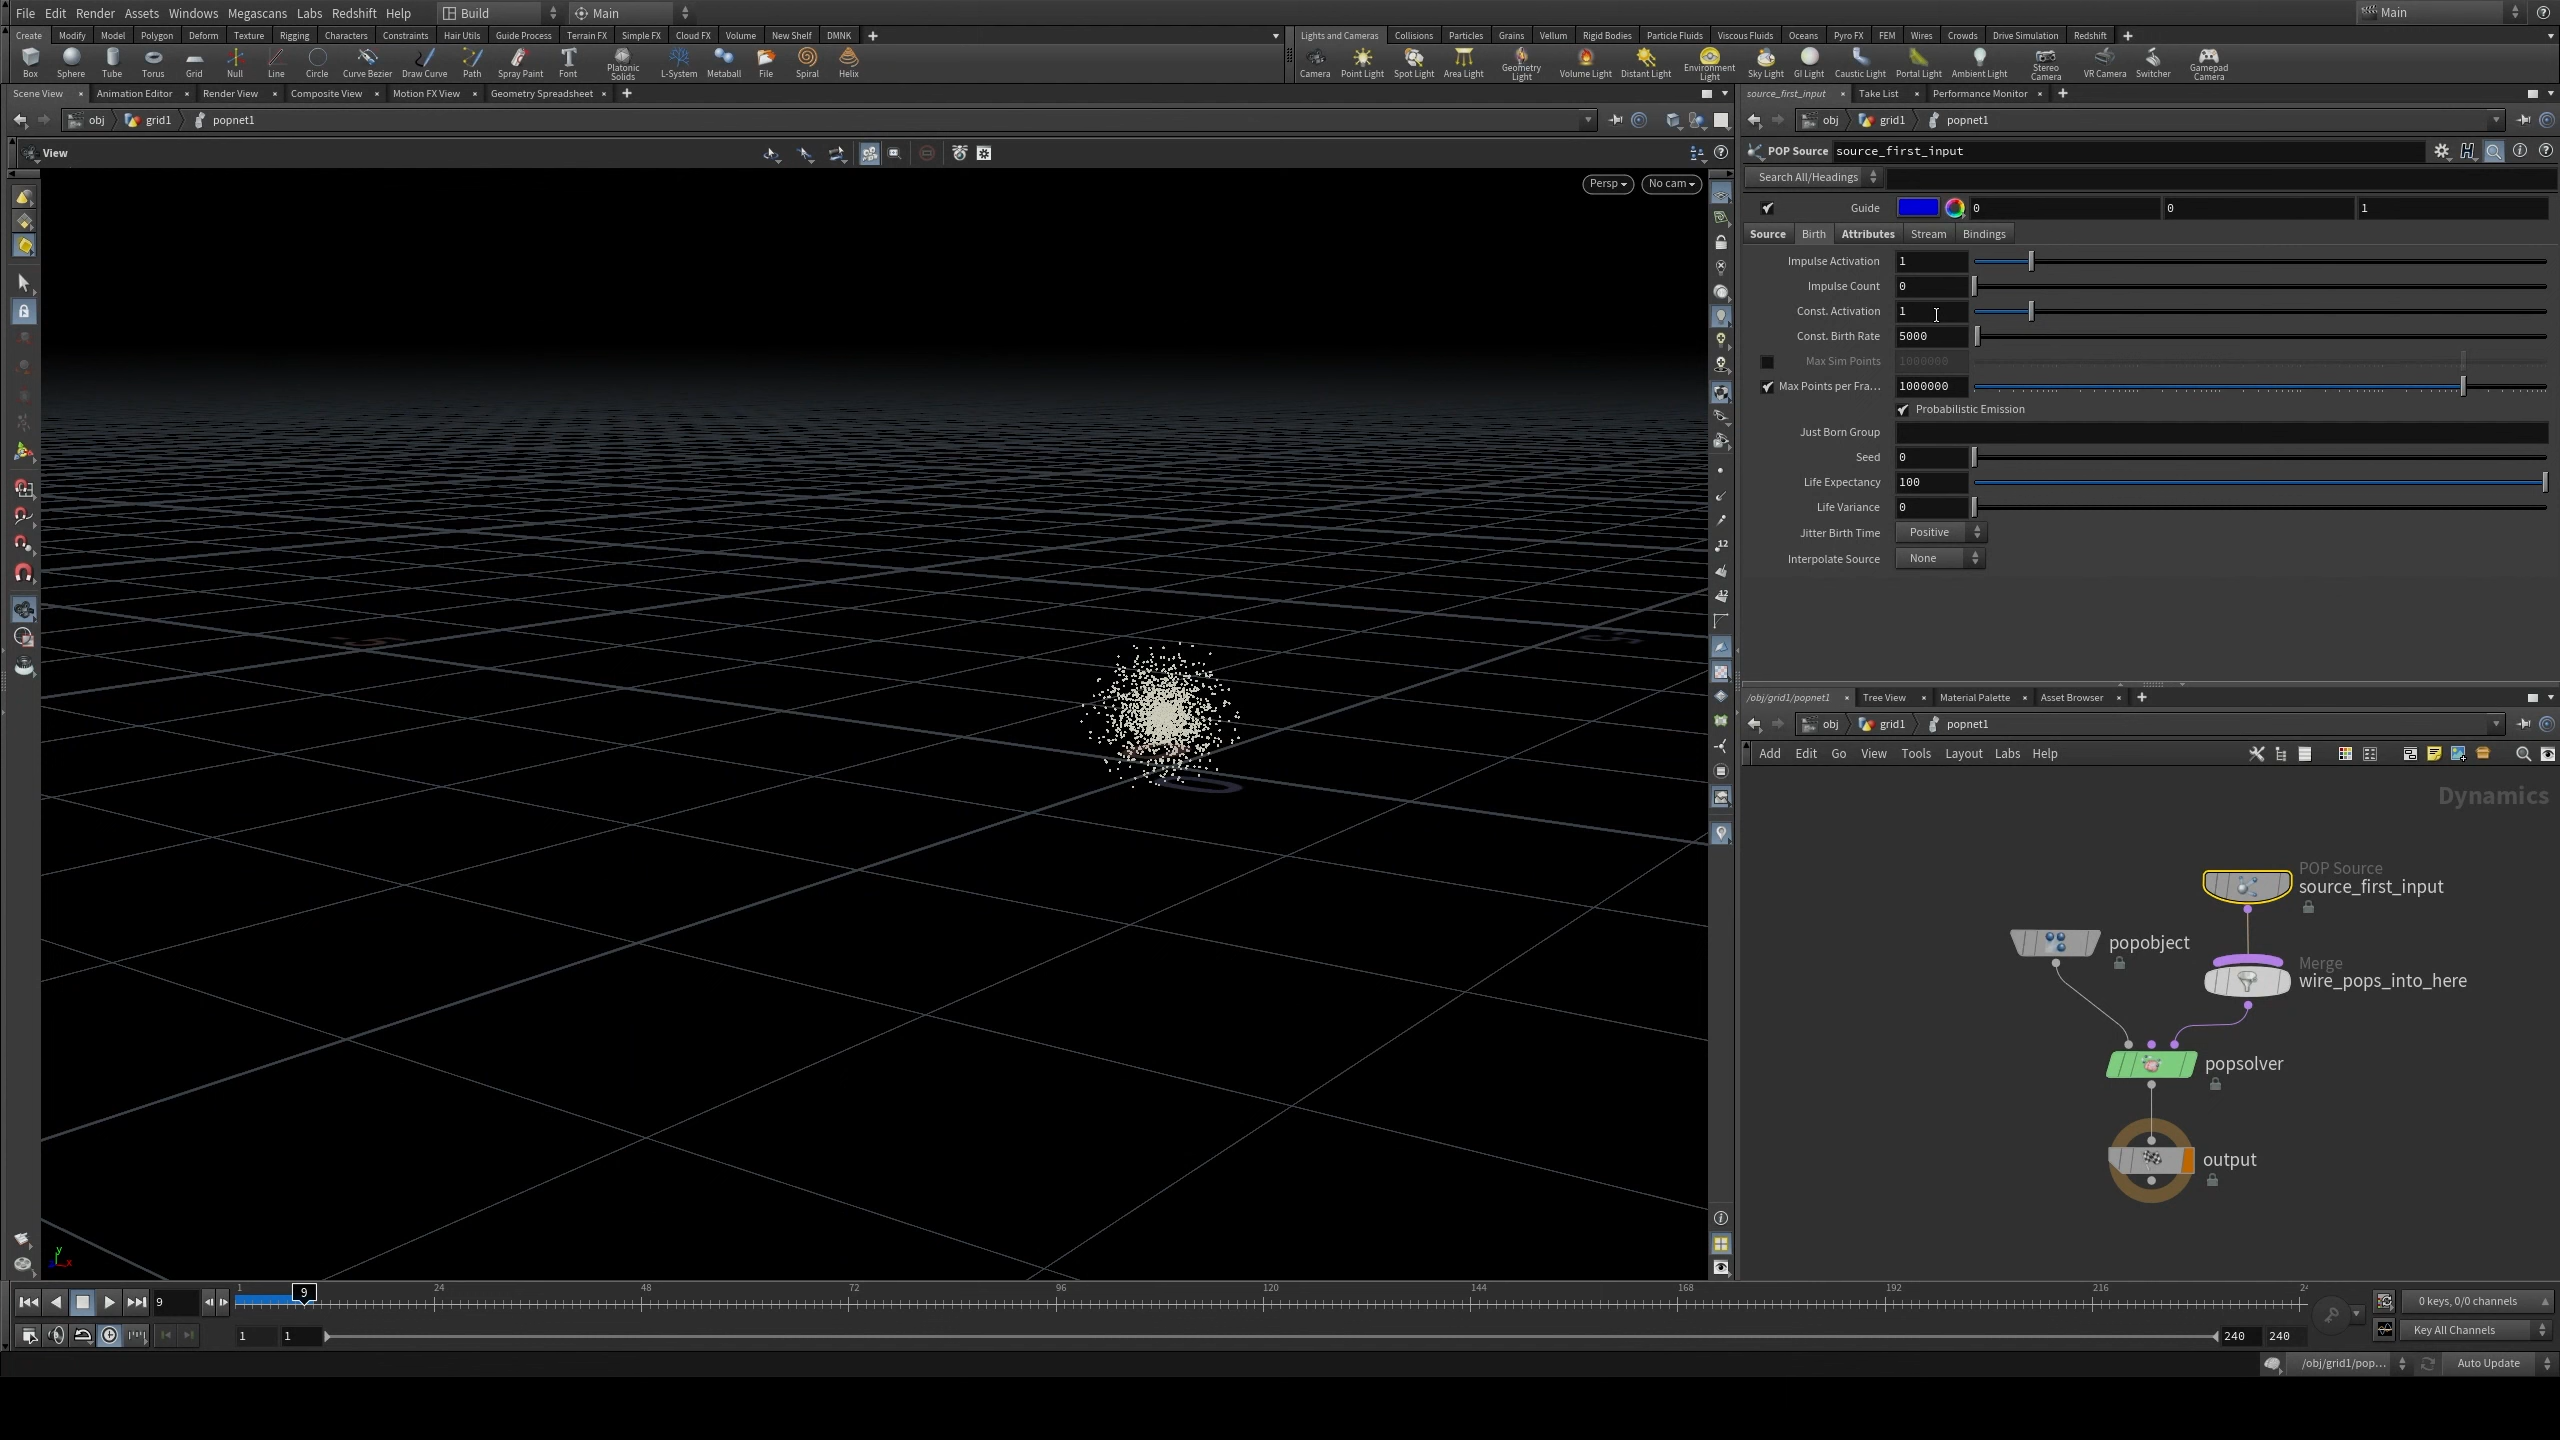 File Edit Render Assets Windows Megascans Labs Redshift Help Build Main Main
Create Modify Model Polygon Deform Texture Rigging Characters Constraints Hair Utils Guide Process Terrain FX Simple FX Cloud FX Volume New Shelf DMNK
Lights and Cameras Collisions Particles Grains Vellum Rigid Bodies Particle Fluids Viscous Fluids Oceans Pyro FX FEM Wires Crowds Drive Simulation Redshift
Box Sphere Tube Torus Grid Null Line Circle Curve Bezier Draw Curve Path Spray Paint Font Platonic Solids L-System Metaball File Spiral Helix
Camera Point Light Spot Light Area Light Geometry Light Volume Light Distant Light Environment Light Sky Light GI Light Caustic Light Portal Light Ambient Light Stereo Camera VR Camera Switcher Gamepad Camera
Scene View Animation Editor Render View Composite View Motion FX View Geometry Spreadsheet
source_first_input Take List Performance Monitor
obj grid1 popnet1
obj grid1 popnet1
View
POP Source source_first_input
Persp No cam
Search All/Headings
Guide 0 0 1
Source Birth Attributes Stream Bindings
Impulse Activation 1
Impulse Count 0
Const. Activation 1
Const. Birth Rate 5000
Max Sim Points 1000000
Max Points per Fra... 1000000
Probabilistic Emission
Just Born Group
Seed 0
Life Expectancy 100
Life Variance 0
Jitter Birth Time Positive
Interpolate Source None
/obj/grid1/popnet1 Tree View Material Palette Asset Browser
obj grid1 popnet1
Add Edit Go View Tools Layout Labs Help
Dynamics
POP Source
source_first_input
popobject
Merge
wire_pops_into_here
popsolver
output
0
y
x
1 24 48 72 96 120 144 168 192 216 24
9 9
0 keys, 0/0 channels
1 1 240 240
Key All Channels
/obj/grid1/pop... Auto Update